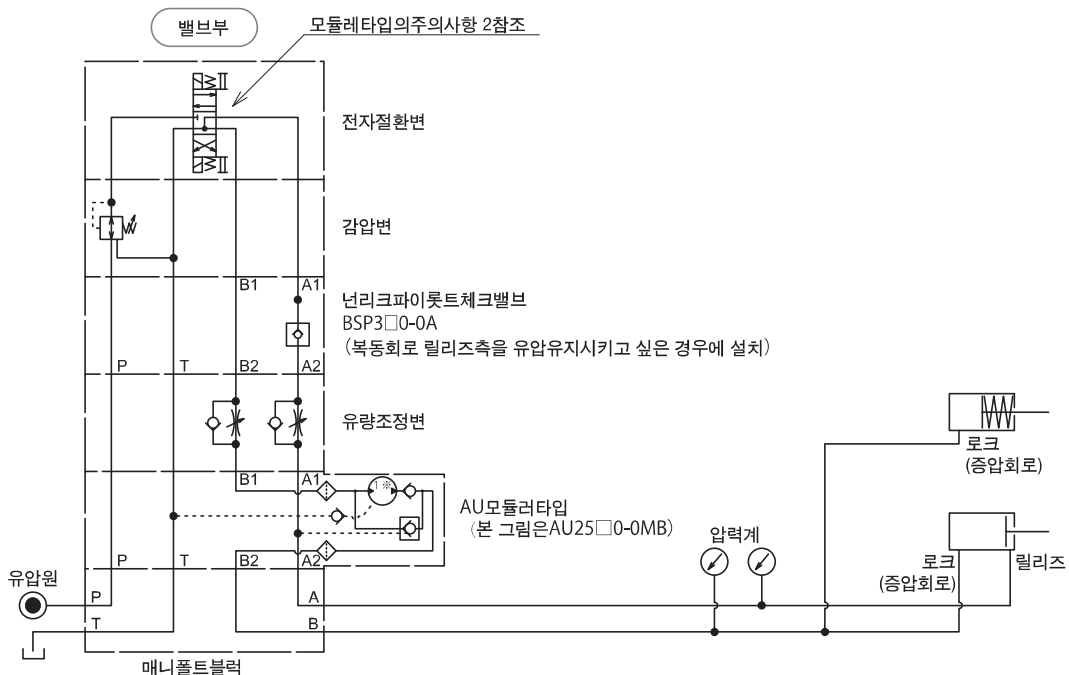 밸브부
모듈레타입의주의사항 2참조
전자절환변
감압변
B1 A1
넌리크파이롯트체크밸브
BSP3□0-0A
(복동회로 릴리즈측을 유압유지시키고 싶은 경우에 설치)
P T B2 A2
유량조정변
로크
(증압회로)
B1 A1
1 ※
AU모듈러타입
(본 그림은AU25□0-0MB)
압력계
P T B2 A2
로크
(증압회로)
릴리즈
유압원
P A
T B
매니폴트블럭